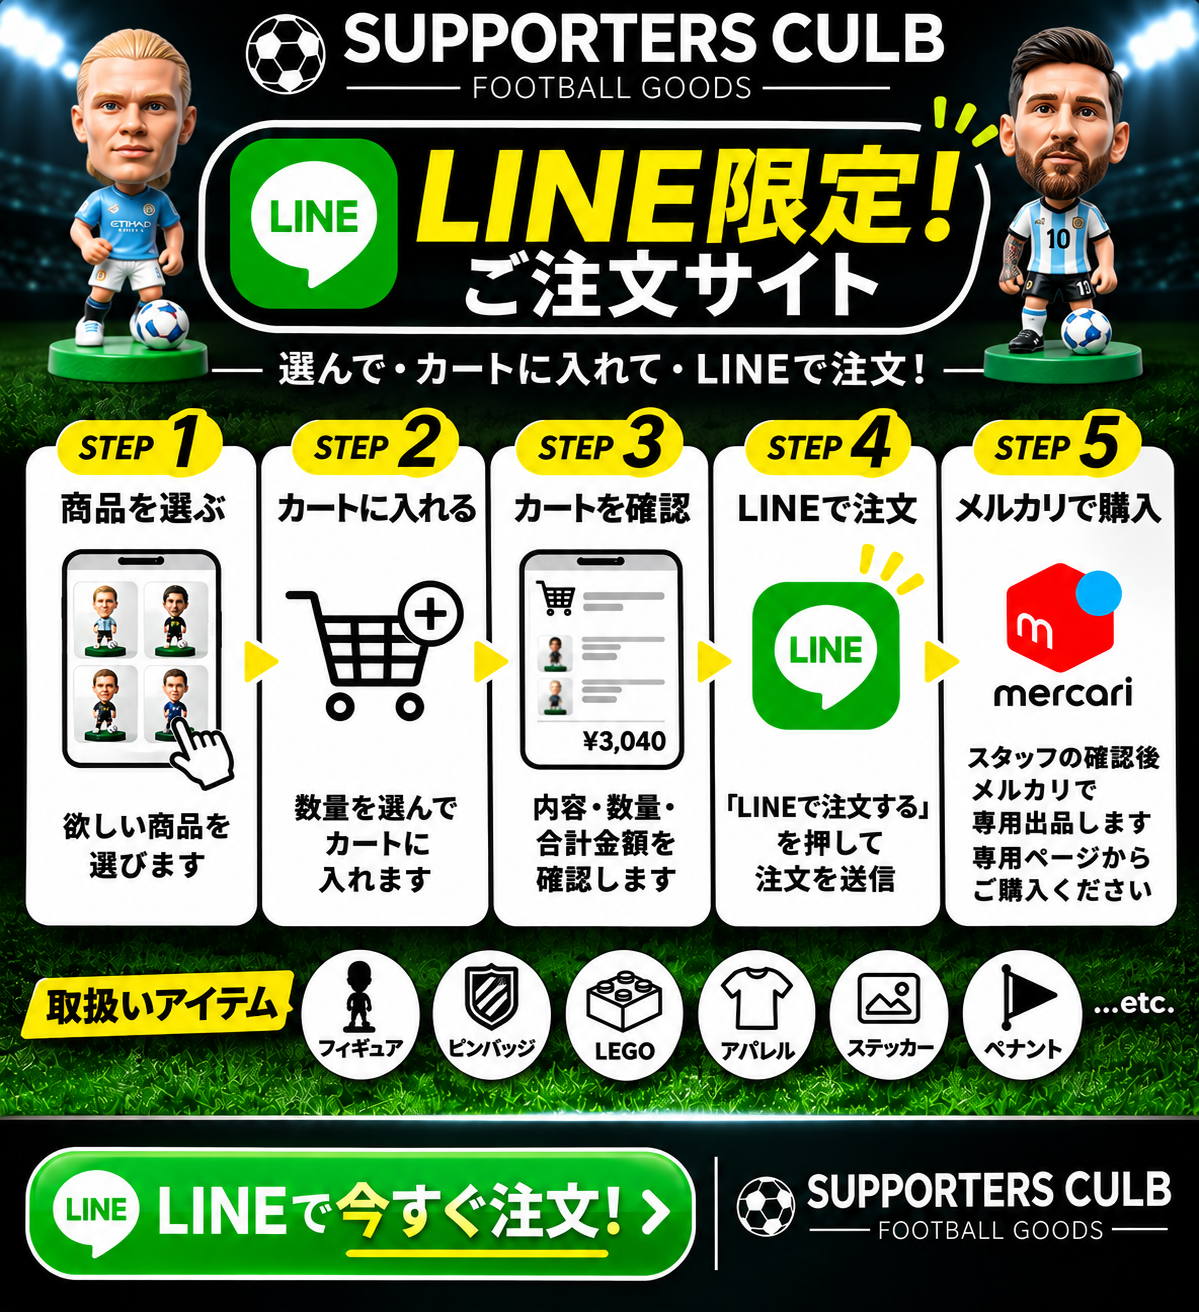 SUPPORTERS CULB
FOOTBALL GOODS
LINE
LINE限定!
ご注文サイト
ETIHAD
10
10
選んで・カートに入れて・LINEで注文!
STEP 1
商品を選ぶ
欲しい商品を
選びます
STEP 2
カートに入れる
数量を選んで
カートに
入れます
STEP 3
カートを確認
¥3,040
内容・数量・
合計金額を
確認します
STEP 4
LINEで注文
LINE
「LINEで注文する」
を押して
注文を送信
STEP 5
メルカリで購入
m
mercari
スタッフの確認後
メルカリで
専用出品します
専用ページから
ご購入ください
取扱いアイテム
フィギュア
ピンバッジ
LEGO
アパレル
ステッカー
ペナント
...etc.
LINE
LINEで今すぐ注文!
SUPPORTERS CULB
FOOTBALL GOODS